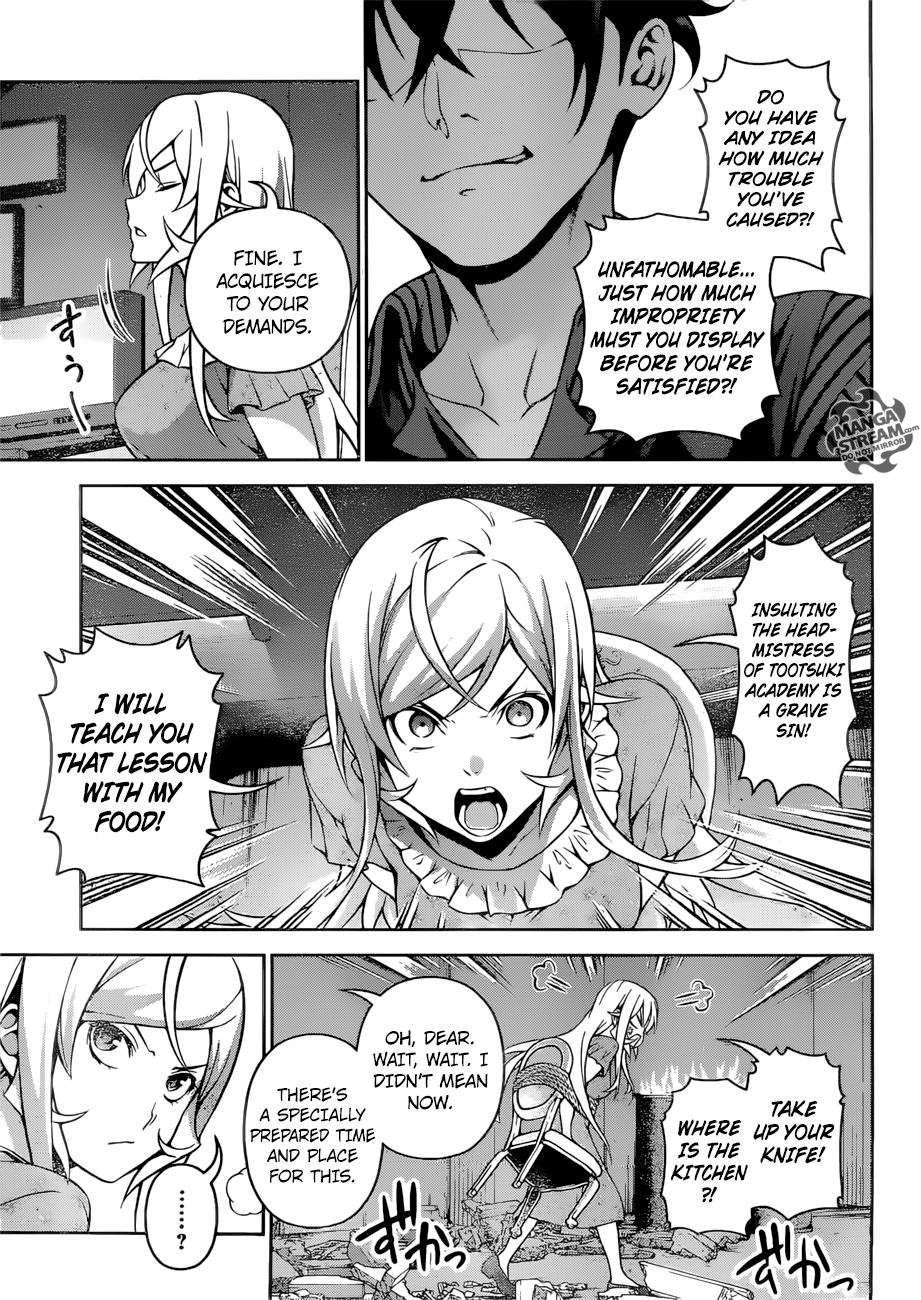 DO
YOU HAVE
ANY IDEA
HOW MUCH
TROUBLE
YOU'VE
CAUSED?!
UNFATHOMABLE...
JUST HOW MUCH
IMPROPRIETY
MUST YOU DISPLAY
BEFORE YOU'RE
SATISFIED?!
FINE. I
ACQUIESCE
TO YOUR
DEMANDS.
すぅ
MANGA
STREAM.com
DO NOT MIRROR
INSULTING
THE HEAD-
MISTRESS
OF TOOTSUKI
ACADEMY IS
A GRAVE
SIN!
I WILL
TEACH YOU
THAT LESSON
WITH MY
FOOD!
TAKE
UP YOUR
KNIFE!
WHERE
IS THE
KITCHEN
?!
OH, DEAR.
WAIT, WAIT. I
DIDN'T MEAN
NOW.
THERE'S
A SPECIALLY
PREPARED TIME
AND PLACE
FOR THIS.
ずかっ
ずかっ
......?